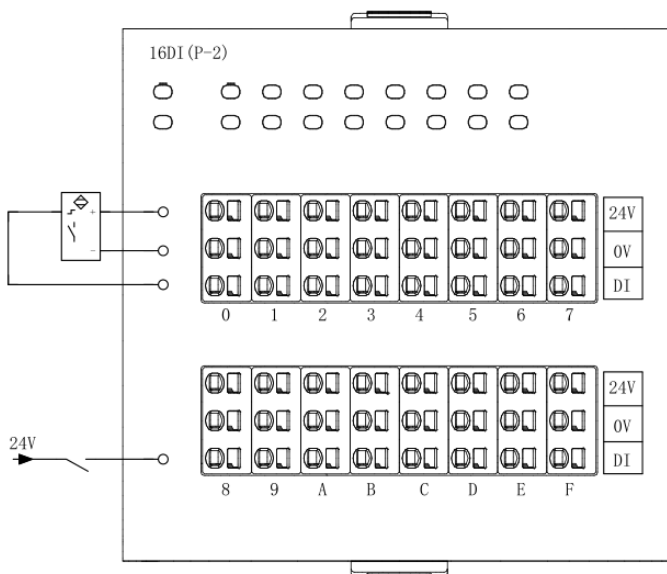 16DI(P-2)
+
-
24V
0V
DI
0 1 2 3 4 5 6 7
24V
0V
DI
24V
8 9 A B C D E F